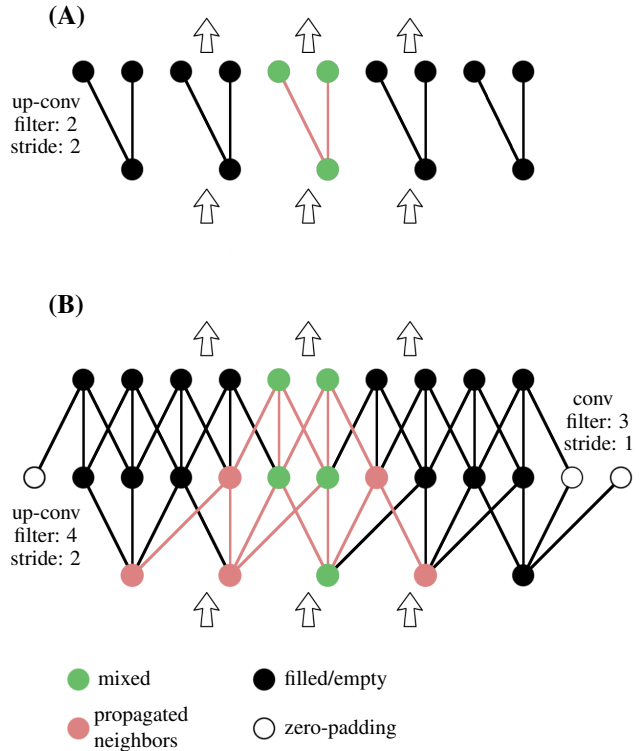 (A)
up-conv
filter: 2
stride: 2
(B)
conv
filter: 3
stride: 1
up-conv
filter: 4
stride: 2
mixed
filled/empty
propagated
neighbors
zero-padding